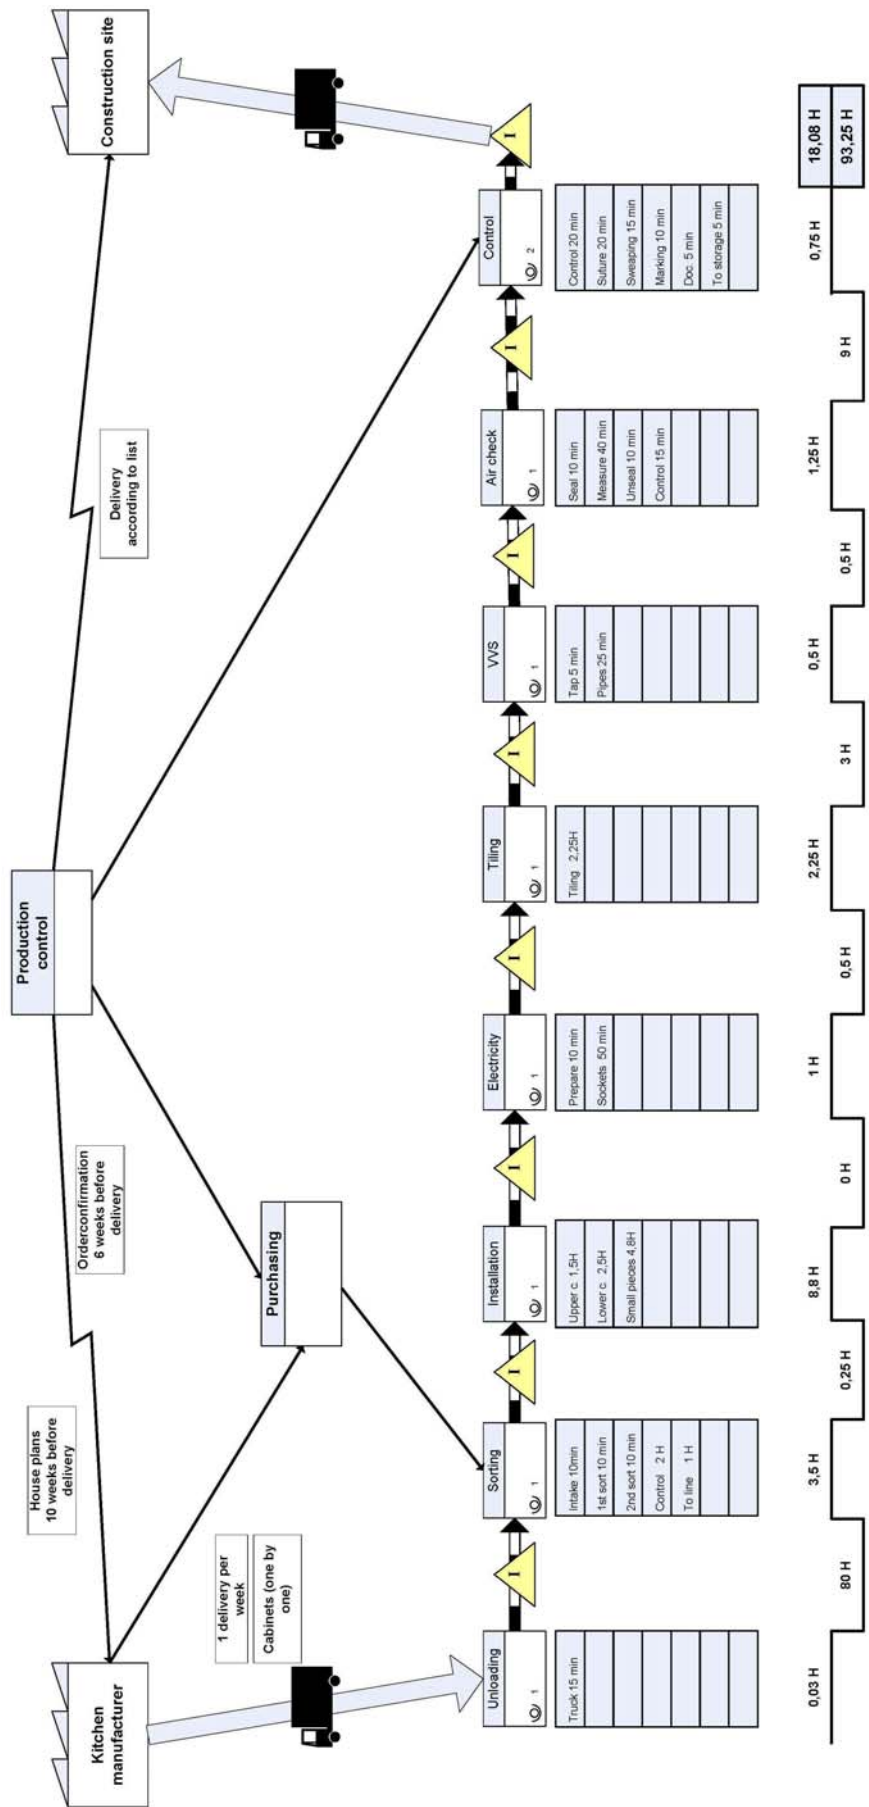 Kitchen
manufacturer
House plans
10 weeks before
delivery
Orderconfirmation
6 weeks before
delivery
Production
control
Delivery
according to list
Construction site
1 delivery per
week
Cabinets (one by
one)
Purchasing
Unloading
1
Truck 15 min
I
Sorting
1
Intake 10min
1st sort 10 min
2nd sort 10 min
Control 2 H
To line 1 H
I
Installation
1
Upper c. 1,5H
Lower c. 2,5H
Small pieces 4,8H
I
Electricity
1
Prepare 10 min
Sockets 50 min
I
Tiling
1
Tiling 2,25H
I
VVS
1
Tap 5 min
Pipes 25 min
I
Air check
1
Seal 10 min
Measure 40 min
Unseal 10 min
Control 15 min
I
Control
2
Control 20 min
Suture 20 min
Sweaping 15 min
Marking 10 min
Doc. 5 min
To storage 5 min
I
0,03 H
80 H
3,5 H
0,25 H
8,8 H
0 H
1 H
0,5 H
2,25 H
3 H
0,5 H
0,5 H
1,25 H
9 H
0,75 H
18,08 H
93,25 H